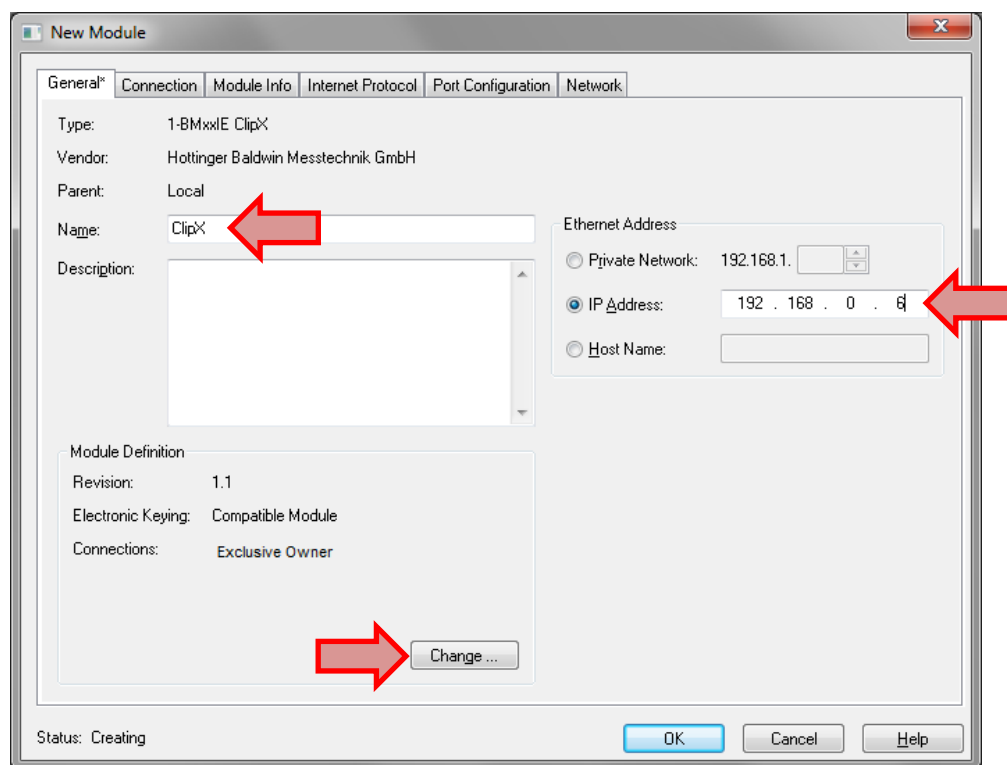 New Module
General* Connection Module Info Internet Protocol Port Configuration Network
Type: 1-BMxxIE ClipX
Vendor: Hottinger Baldwin Messtechnik GmbH
Parent: Local
Name: ClipX
Description:
Ethernet Address
Private Network: 192.168.1.
IP Address: 192 . 168 . 0 . 6
Host Name:
Module Definition
Revision: 1.1
Electronic Keying: Compatible Module
Connections: Exclusive Owner
Change ...
Status: Creating
OK Cancel Help